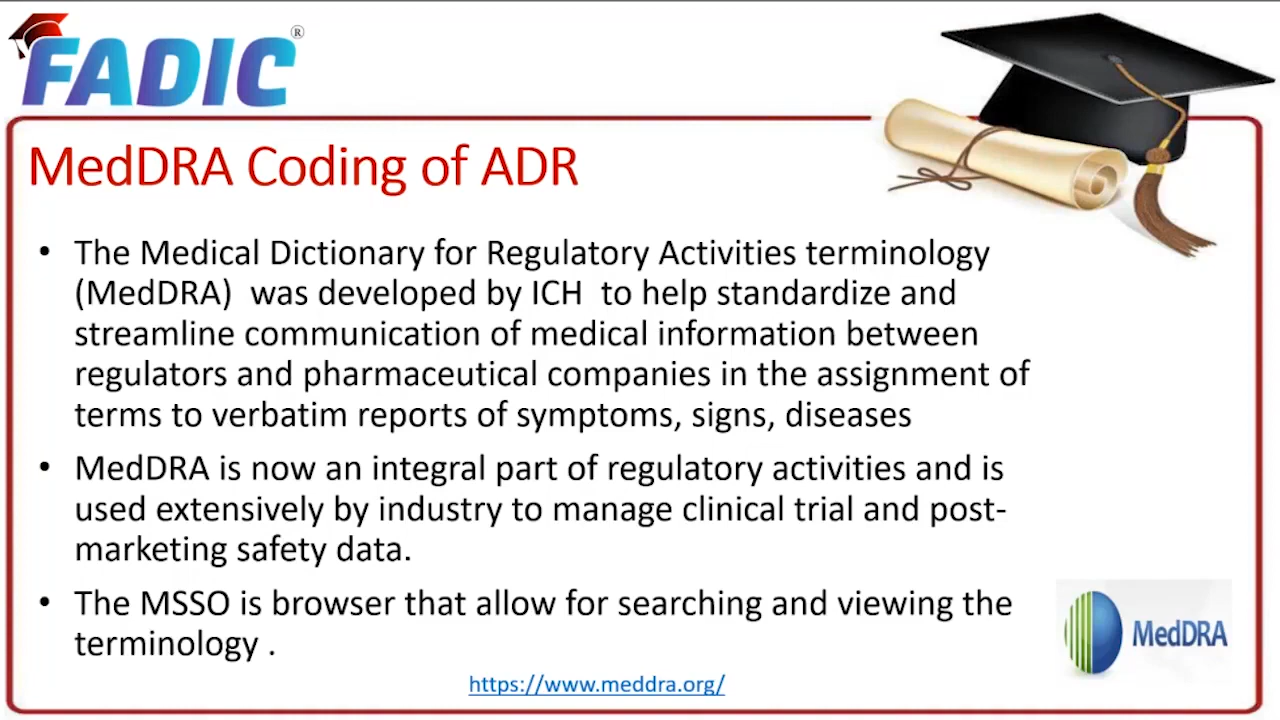 FADIC®
MedDRA Coding of ADR
• The Medical Dictionary for Regulatory Activities terminology
(MedDRA) was developed by ICH to help standardize and
streamline communication of medical information between
regulators and pharmaceutical companies in the assignment of
terms to verbatim reports of symptoms, signs, diseases
• MedDRA is now an integral part of regulatory activities and is
used extensively by industry to manage clinical trial and post-
marketing safety data.
• The MSSO is browser that allow for searching and viewing the
terminology .
MedDRA
https://www.meddra.org/